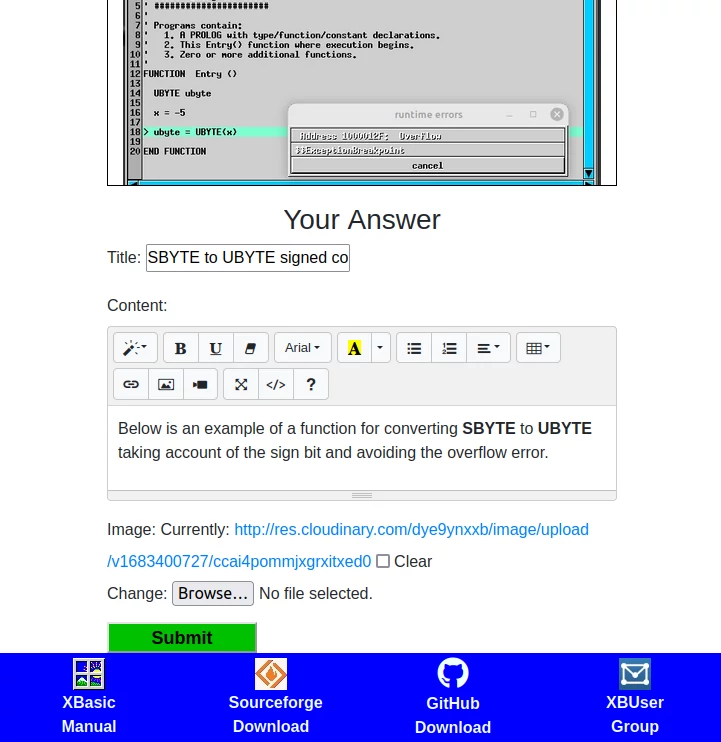 5 ' ######################
6 '
7 ' Programs contain:
8 '   1. A PROLOG with type/function/constant declarations.
9 '   2. This Entry() function where execution begins.
10 '   3. Zero or more additional functions.
11 '
12 FUNCTION  Entry ()
13
14   UBYTE ubyte
15
16   x = -5
17
18 > ubyte = UBYTE(x)
19
20 END FUNCTION
runtime errors
Address 1000012F:  Overflow
$$ExceptionBreakpoint
cancel
Your Answer
Title: SBYTE to UBYTE signed co
Content:
B U Arial A
</> ?
Below is an example of a function for converting SBYTE to UBYTE
taking account of the sign bit and avoiding the overflow error.
Image: Currently: http://res.cloudinary.com/dye9ynxxb/image/upload
/v1683400727/ccai4pommjxgrxitxed0 Clear
Change: Browse... No file selected.
Submit
XBasic Sourceforge GitHub XBUser
Manual Download Download Group